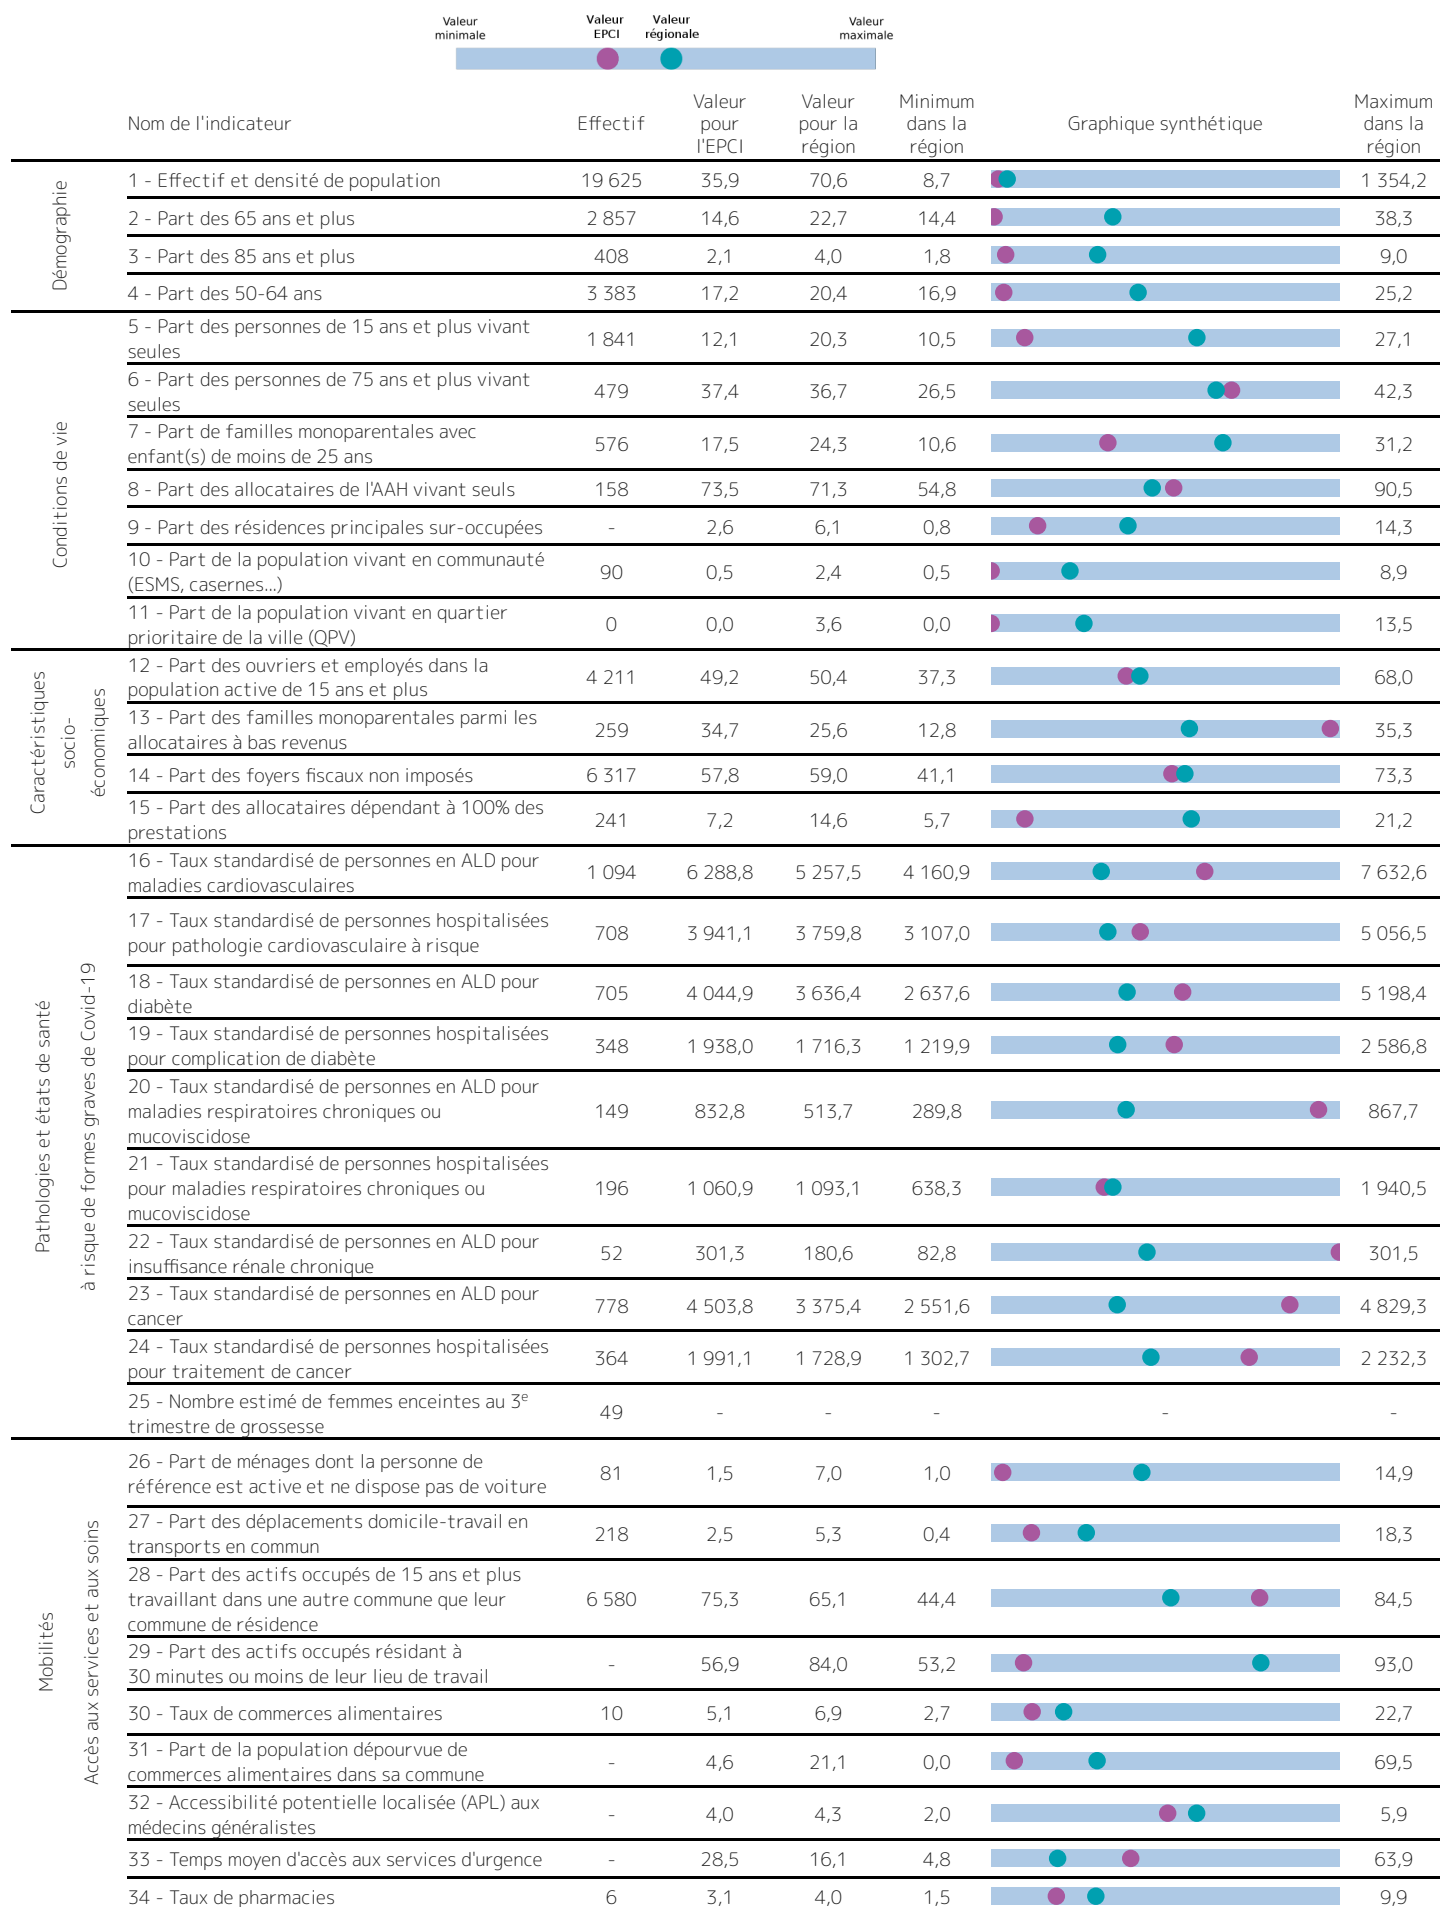 Valeur minimale
Valeur EPCI
Valeur régionale
Valeur maximale
Nom de l'indicateur
Effectif
Valeur pour l'EPCI
Valeur pour la région
Minimum dans la région
Graphique synthétique
Maximum dans la région
Démographie
1 - Effectif et densité de population 19 625 35,9 70,6 8,7 1 354,2
2 - Part des 65 ans et plus 2 857 14,6 22,7 14,4 38,3
3 - Part des 85 ans et plus 408 2,1 4,0 1,8 9,0
4 - Part des 50-64 ans 3 383 17,2 20,4 16,9 25,2
Conditions de vie
5 - Part des personnes de 15 ans et plus vivant
seules 1 841 12,1 20,3 10,5 27,1
6 - Part des personnes de 75 ans et plus vivant
seules 479 37,4 36,7 26,5 42,3
7 - Part de familles monoparentales avec
enfant(s) de moins de 25 ans 576 17,5 24,3 10,6 31,2
8 - Part des allocataires de l'AAH vivant seuls 158 73,5 71,3 54,8 90,5
9 - Part des résidences principales sur-occupées - 2,6 6,1 0,8 14,3
10 - Part de la population vivant en communauté
(ESMS, casernes...) 90 0,5 2,4 0,5 8,9
11 - Part de la population vivant en quartier
prioritaire de la ville (QPV) 0 0,0 3,6 0,0 13,5
Caractéristiques
socio-
économiques
12 - Part des ouvriers et employés dans la
population active de 15 ans et plus 4 211 49,2 50,4 37,3 68,0
13 - Part des familles monoparentales parmi les
allocataires à bas revenus 259 34,7 25,6 12,8 35,3
14 - Part des foyers fiscaux non imposés 6 317 57,8 59,0 41,1 73,3
15 - Part des allocataires dépendant à 100% des
prestations 241 7,2 14,6 5,7 21,2
Pathologies et états de santé
à risque de formes graves de Covid-19
16 - Taux standardisé de personnes en ALD pour
maladies cardiovasculaires 1 094 6 288,8 5 257,5 4 160,9 7 632,6
17 - Taux standardisé de personnes hospitalisées
pour pathologie cardiovasculaire à risque 708 3 941,1 3 759,8 3 107,0 5 056,5
18 - Taux standardisé de personnes en ALD pour
diabète 705 4 044,9 3 636,4 2 637,6 5 198,4
19 - Taux standardisé de personnes hospitalisées
pour complication de diabète 348 1 938,0 1 716,3 1 219,9 2 586,8
20 - Taux standardisé de personnes en ALD pour
maladies respiratoires chroniques ou
mucoviscidose 149 832,8 513,7 289,8 867,7
21 - Taux standardisé de personnes hospitalisées
pour maladies respiratoires chroniques ou
mucoviscidose 196 1 060,9 1 093,1 638,3 1 940,5
22 - Taux standardisé de personnes en ALD pour
insuffisance rénale chronique 52 301,3 180,6 82,8 301,5
23 - Taux standardisé de personnes en ALD pour
cancer 778 4 503,8 3 375,4 2 551,6 4 829,3
24 - Taux standardisé de personnes hospitalisées
pour traitement de cancer 364 1 991,1 1 728,9 1 302,7 2 232,3
25 - Nombre estimé de femmes enceintes au 3e
trimestre de grossesse 49 - - - - -
Mobilités
Accès aux services et aux soins
26 - Part de ménages dont la personne de
référence est active et ne dispose pas de voiture 81 1,5 7,0 1,0 14,9
27 - Part des déplacements domicile-travail en
transports en commun 218 2,5 5,3 0,4 18,3
28 - Part des actifs occupés de 15 ans et plus
travaillant dans une autre commune que leur
commune de résidence 6 580 75,3 65,1 44,4 84,5
29 - Part des actifs occupés résidant à
30 minutes ou moins de leur lieu de travail - 56,9 84,0 53,2 93,0
30 - Taux de commerces alimentaires 10 5,1 6,9 2,7 22,7
31 - Part de la population dépourvue de
commerces alimentaires dans sa commune - 4,6 21,1 0,0 69,5
32 - Accessibilité potentielle localisée (APL) aux
médecins généralistes - 4,0 4,3 2,0 5,9
33 - Temps moyen d'accès aux services d'urgence - 28,5 16,1 4,8 63,9
34 - Taux de pharmacies 6 3,1 4,0 1,5 9,9